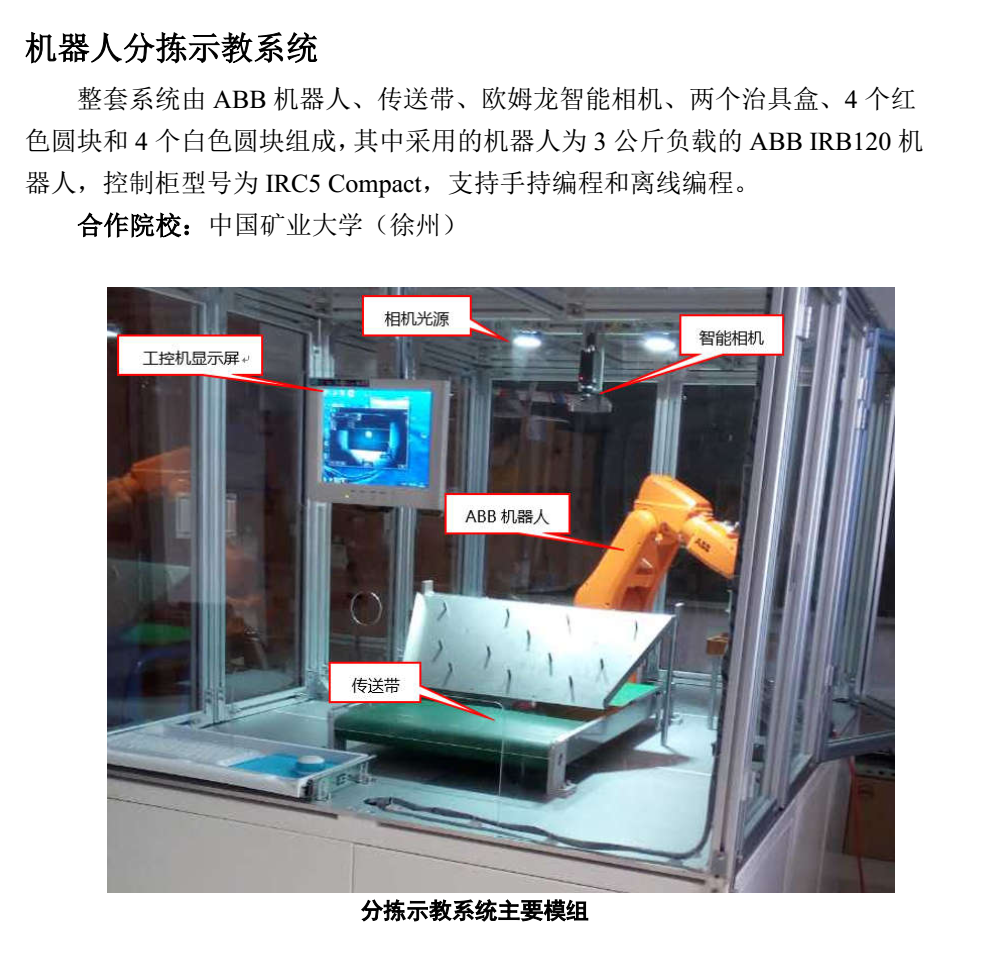 机器人分拣示教系统
整套系统由 ABB 机器人、传送带、欧姆龙智能相机、两个治具盒、4 个红
色圆块和 4 个白色圆块组成，其中采用的机器人为 3 公斤负载的 ABB IRB120 机
器人，控制柜型号为 IRC5 Compact，支持手持编程和离线编程。
合作院校：中国矿业大学（徐州）
相机光源
智能相机
工控机显示屏
ABB 机器人
ABB
传送带
分拣示教系统主要模组